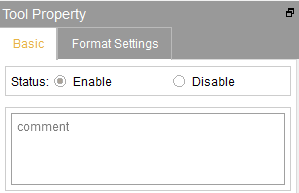 Tool Property
Basic Format Settings
Status: Enable Disable
comment